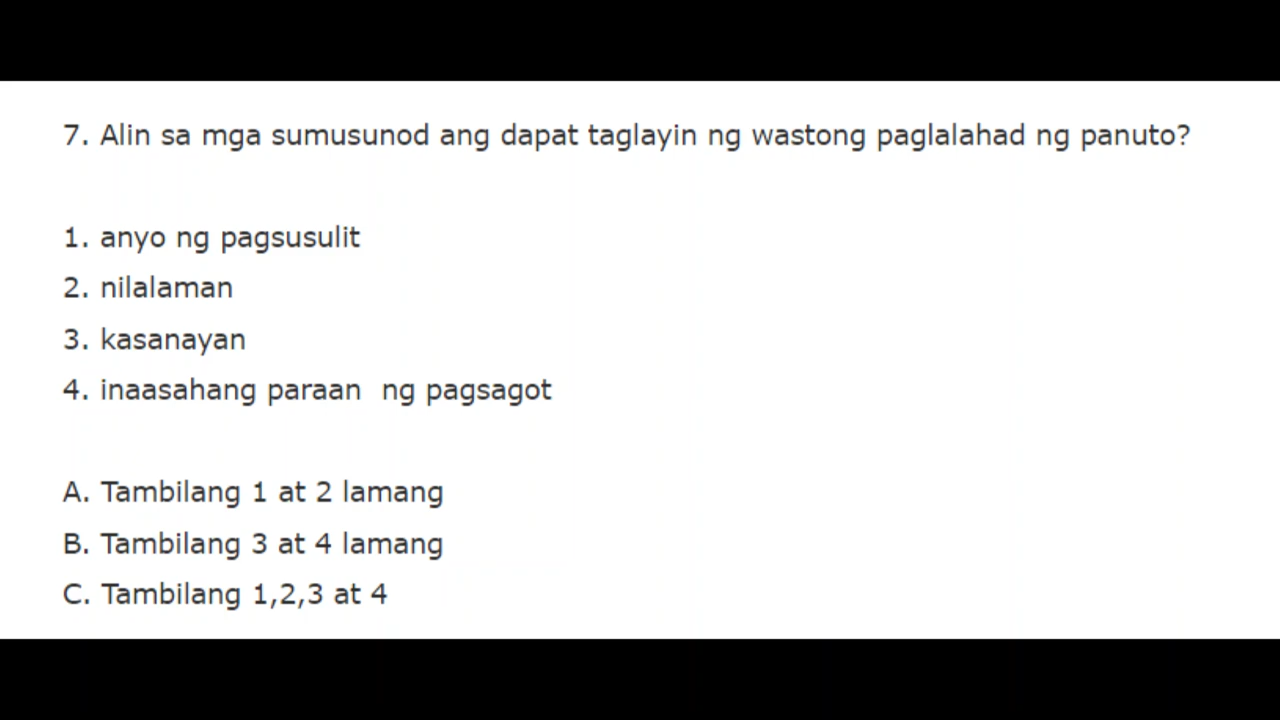 7. Alin sa mga sumusunod ang dapat taglayin ng wastong paglalahad ng panuto?
1. anyo ng pagsusulit
2. nilalaman
3. kasanayan
4. inaasahang paraan  ng pagsagot
A. Tambilang 1 at 2 lamang
B. Tambilang 3 at 4 lamang
C. Tambilang 1,2,3 at 4